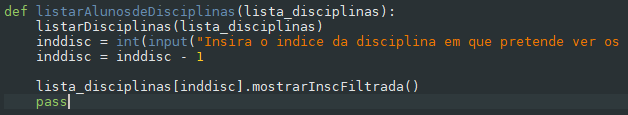 def listarAlunosdeDisciplinas(lista_disciplinas):
listarDisciplinas(lista_disciplinas)
inddisc = int(input("Insira o indice da disciplina em que pretende ver os
inddisc = inddisc - 1
lista_disciplinas[inddisc].mostrarInscFiltrada()
pass